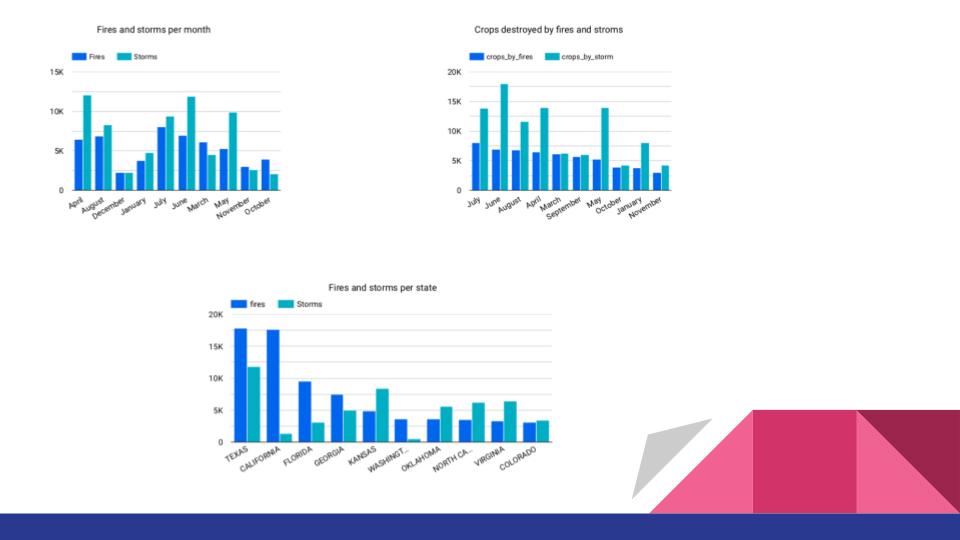 Fires and storms per month
Fires Storms
15K
10K
5K
0
April August December January July June March May November October
Crops destroyed by fires and stroms
crops_by_fires crops_by_storm
20K
15K
10K
5K
0
July June August April March September May October January November
Fires and storms per state
fires Storms
20K
15K
10K
5K
0
TEXAS CALIFORNIA FLORIDA GEORGIA KANSAS WASHINGT... OKLAHOMA NORTH CA... VIRGINIA COLORADO